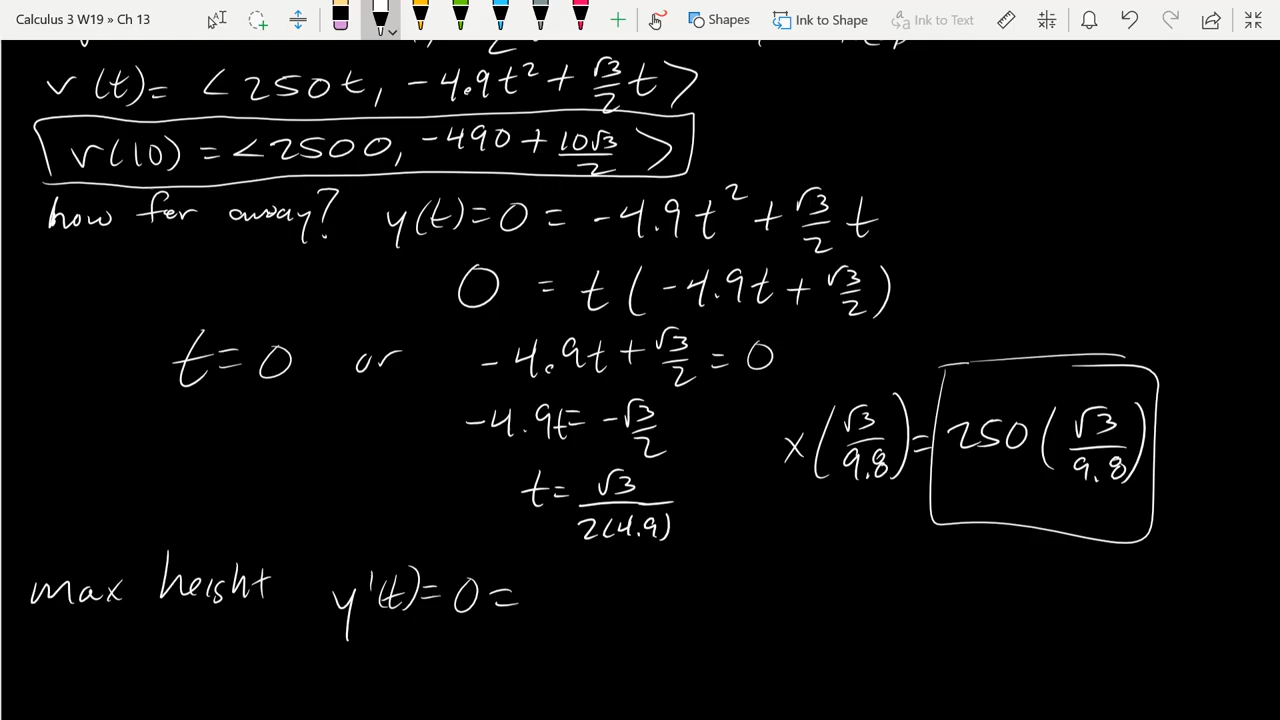 Calculus 3 W19 » Ch 13
Shapes
Ink to Shape
Ink to Text
r(t)= <250t, -4.9t² + √3/2 t>
r(10) = <2500, -490 + 10√3/2>
how far away? y(t)=0 = -4.9t² + √3/2 t
0 = t(-4.9t + √3/2)
t=0 or -4.9t + √3/2 = 0
-4.9t = -√3/2
x(√3/9.8) = 250(√3/9.8)
t = √3/2(4.9)
max height y'(t)=0=